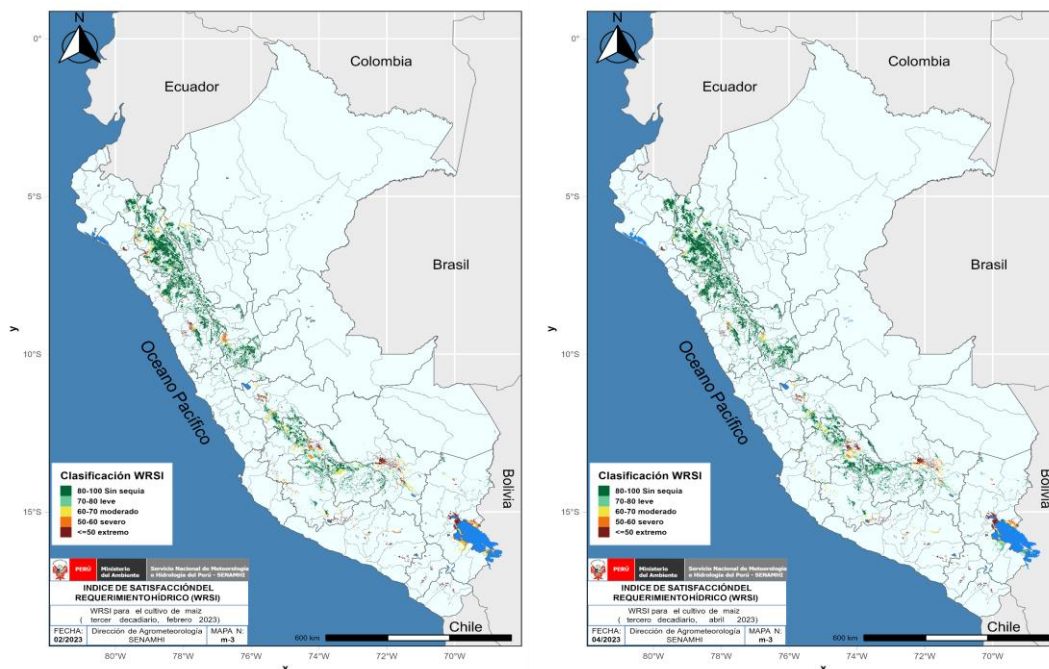 N
0°
Colombia
Ecuador
5°S
Brasil
y
10°S
Oceano Pacífico
Clasificación WRSI
80-100 Sin sequia
70-80 leve
60-70 moderado
50-60 severo
<=50 extremo
15°S
Bolivia
PERÚ
Ministerio
del Ambiente
Servicio Nacional de Meteorología
e Hidrología del Perú - SENAMHI
INDICE DE SATISFACCIÓNDEL
REQUERIMIENTOHÍDRICO (WRSI)
WRSI para el cultivo de maiz
( tercer decadiario, febrero 2023)
FECHA: Dirección de Agrometeorología MAPA N:
02/2023 SENAMHI m-3
600 km
Chile
80°W 78°W 76°W 74°W 72°W 70°W
x
N
0°
Colombia
Ecuador
5°S
Brasil
y
10°S
Oceano Pacífico
Clasificación WRSI
80-100 Sin sequia
70-80 leve
60-70 moderado
50-60 severo
<=50 extremo
15°S
Bolivia
PERÚ
Ministerio
del Ambiente
Servicio Nacional de Meteorología
e Hidrología del Perú - SENAMHI
INDICE DE SATISFACCIÓNDEL
REQUERIMIENTOHÍDRICO (WRSI)
WRSI para el cultivo de maiz
( tercero decadiario, abril 2023)
FECHA: Dirección de Agrometeorología MAPA N:
04/2023 SENAMHI m-3
600 km
Chile
80°W 78°W 76°W 74°W 72°W 70°W
x